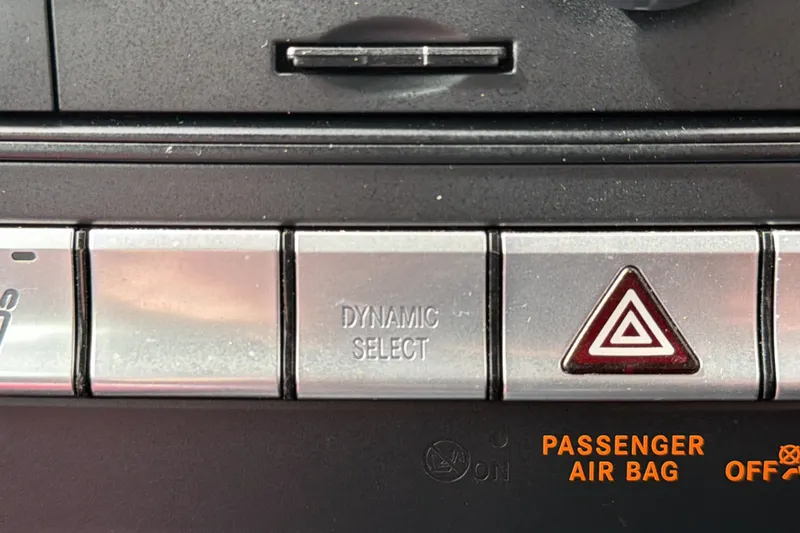 DYNAMIC
SELECT
ON
PASSENGER
AIR BAG
OFF